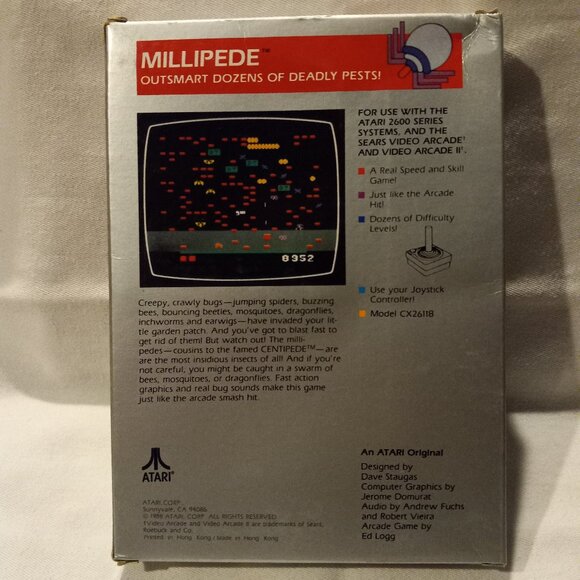 MILLIPEDE™
OUTSMART DOZENS OF DEADLY PESTS!
FOR USE WITH THE
ATARI 2600 SERIES
SYSTEMS, AND THE
SEARS VIDEO ARCADE†
AND VIDEO ARCADE II†.
A Real Speed and Skill
Game!
Just like the Arcade
Hit!
Dozens of Difficulty
Levels!
Use your Joystick
Controller!
Model CX26118
8952
Creepy, crawly bugs—jumping spiders, buzzing
bees, bouncing beetles, mosquitoes, dragonflies,
inchworms and earwigs—have invaded your lit-
tle garden patch. And you've got to blast fast to
get rid of them! But watch out! The milli-
pedes—cousins to the famed CENTIPEDE™—are
are the most insidious insects of all! And if you're
not careful, you might be caught in a swarm of
bees, mosquitoes, or dragonflies. Fast action
graphics and real bug sounds make this game
just like the arcade smash hit.
ATARI®
ATARI CORP.
Sunnyvale, CA 94086
© 1988 ATARI CORP. ALL RIGHTS RESERVED
†Video Arcade and Video Arcade II are trademarks of Sears,
Roebuck and Co.
Printed in Hong Kong / Made in Hong Kong
An ATARI Original
Designed by
Dave Staugas
Computer Graphics by
Jerome Domurat
Audio by Andrew Fuchs
and Robert Vieira
Arcade Game by
Ed Logg